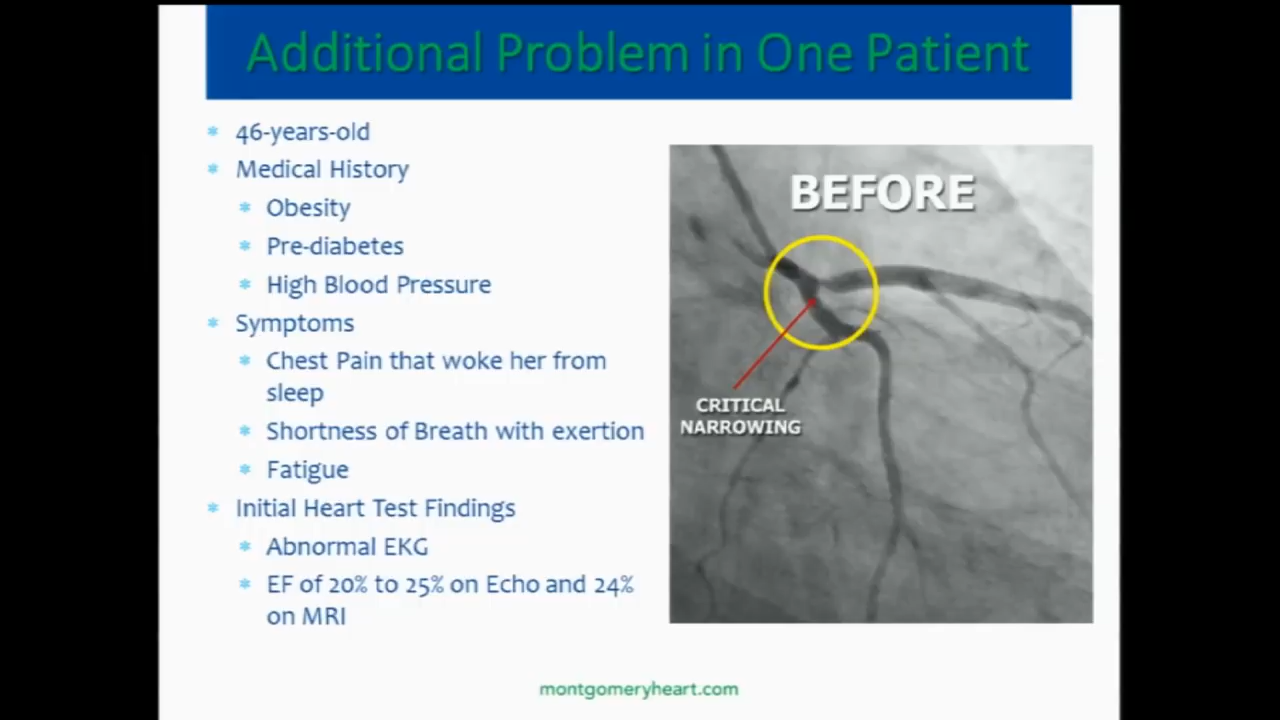 Additional Problem in One Patient
46-years-old
Medical History
Obesity
Pre-diabetes
High Blood Pressure
Symptoms
Chest Pain that woke her from
sleep
Shortness of Breath with exertion
Fatigue
Initial Heart Test Findings
Abnormal EKG
EF of 20% to 25% on Echo and 24%
on MRI
BEFORE
CRITICAL
NARROWING
montgomeryheart.com